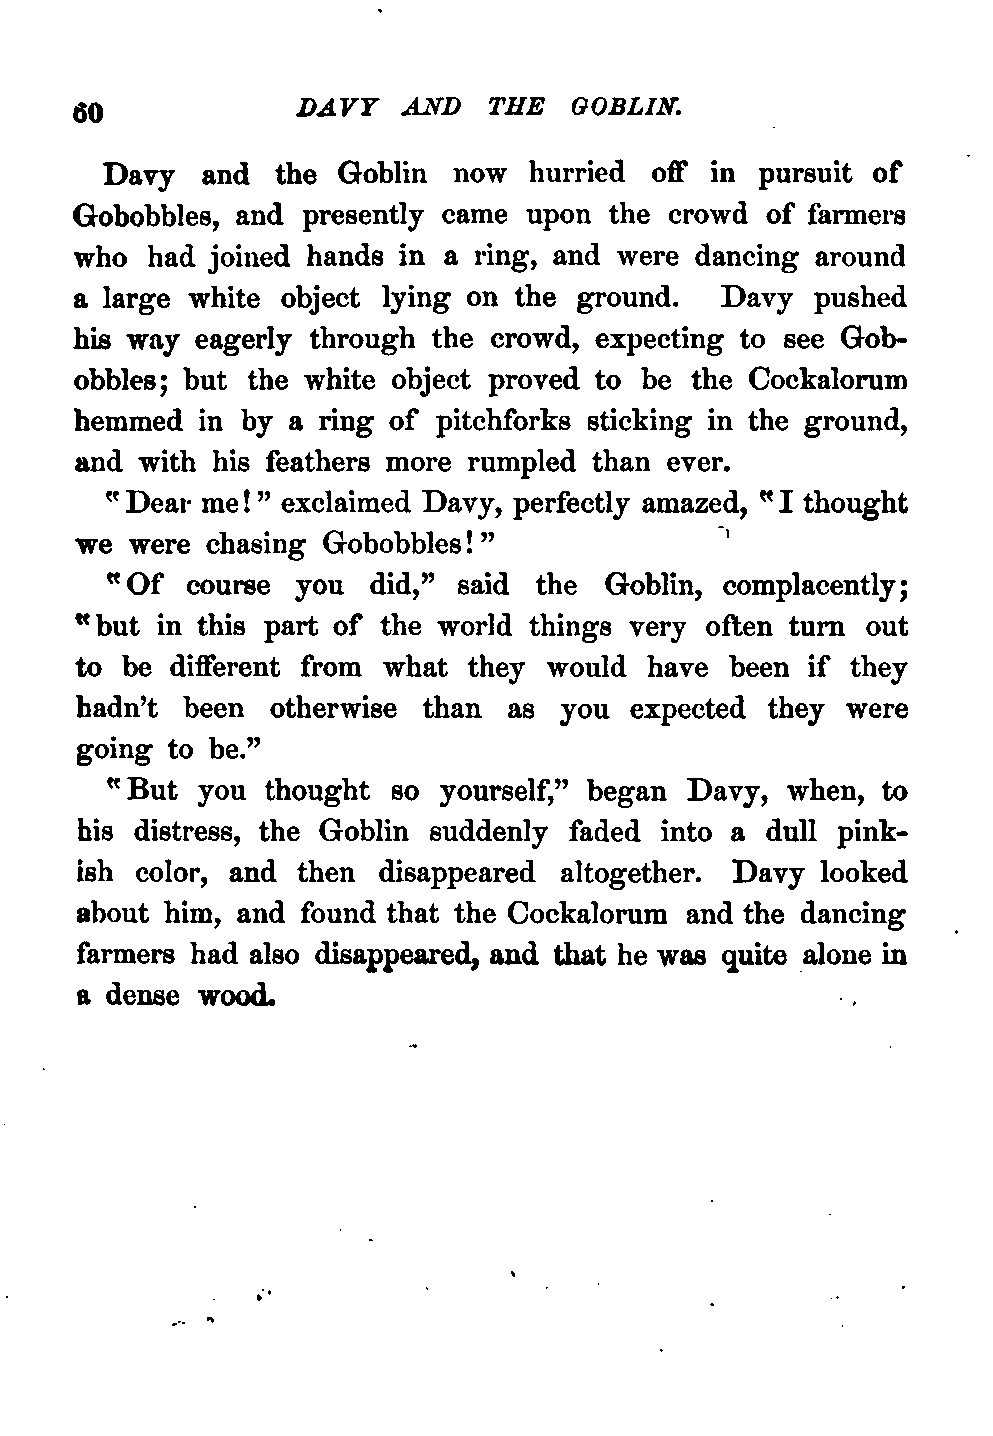 60 DAVY AND THE GOBLIN.
Davy and the Goblin now hurried off in pursuit of
Gobobbles, and presently came upon the crowd of farmers
who had joined hands in a ring, and were dancing around
a large white object lying on the ground. Davy pushed
his way eagerly through the crowd, expecting to see Gob-
obbles; but the white object proved to be the Cockalorum
hemmed in by a ring of pitchforks sticking in the ground,
and with his feathers more rumpled than ever.
"Dear me!" exclaimed Davy, perfectly amazed, "I thought
we were chasing Gobobbles!"
"Of course you did," said the Goblin, complacently;
"but in this part of the world things very often turn out
to be different from what they would have been if they
hadn't been otherwise than as you expected they were
going to be."
"But you thought so yourself," began Davy, when, to
his distress, the Goblin suddenly faded into a dull pink-
ish color, and then disappeared altogether. Davy looked
about him, and found that the Cockalorum and the dancing
farmers had also disappeared, and that he was quite alone in
a dense wood.